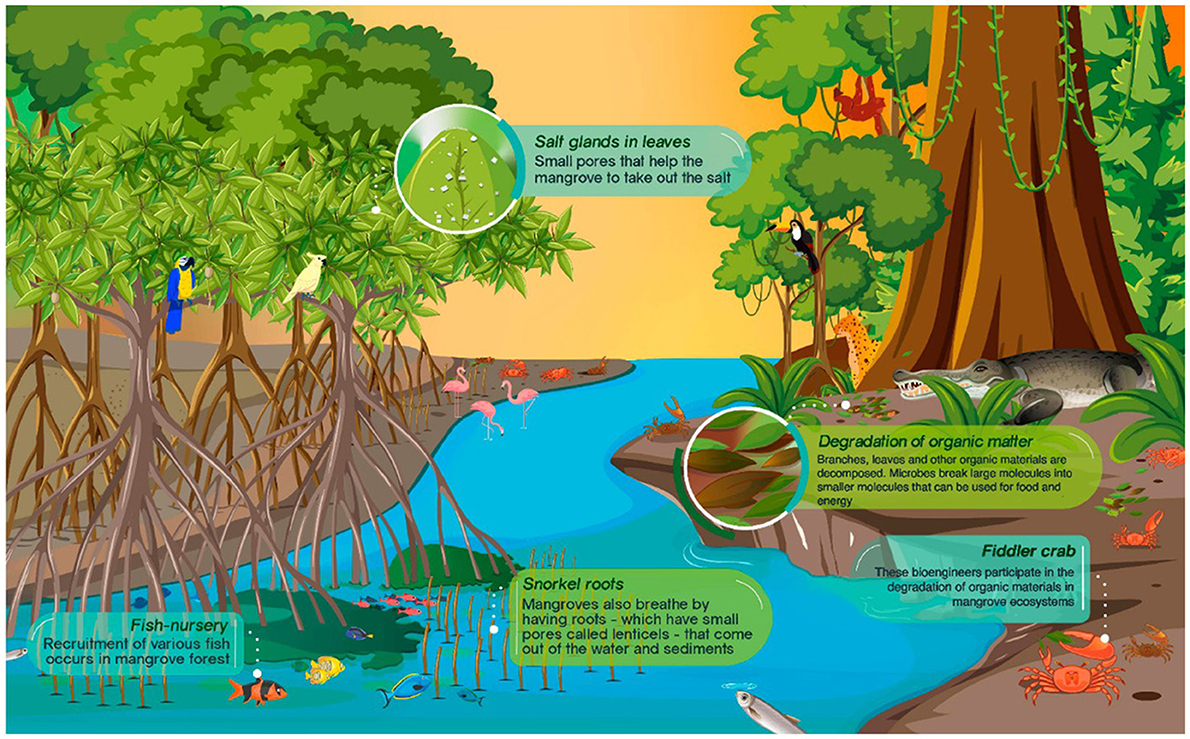 Salt glands in leaves
Small pores that help the
mangrove to take out the salt
Degradation of organic matter
Branches, leaves and other organic materials are
decomposed. Microbes break large molecules into
smaller molecules that can be used for food and
energy
Fiddler crab
These bioengineers participate in the
degradation of organic materials in
mangrove ecosystems
Snorkel roots
Mangroves also breathe by
having roots - which have small
pores called lenticels - that come
out of the water and sediments
Fish-nursery
Recruitment of various fish
occurs in mangrove forest